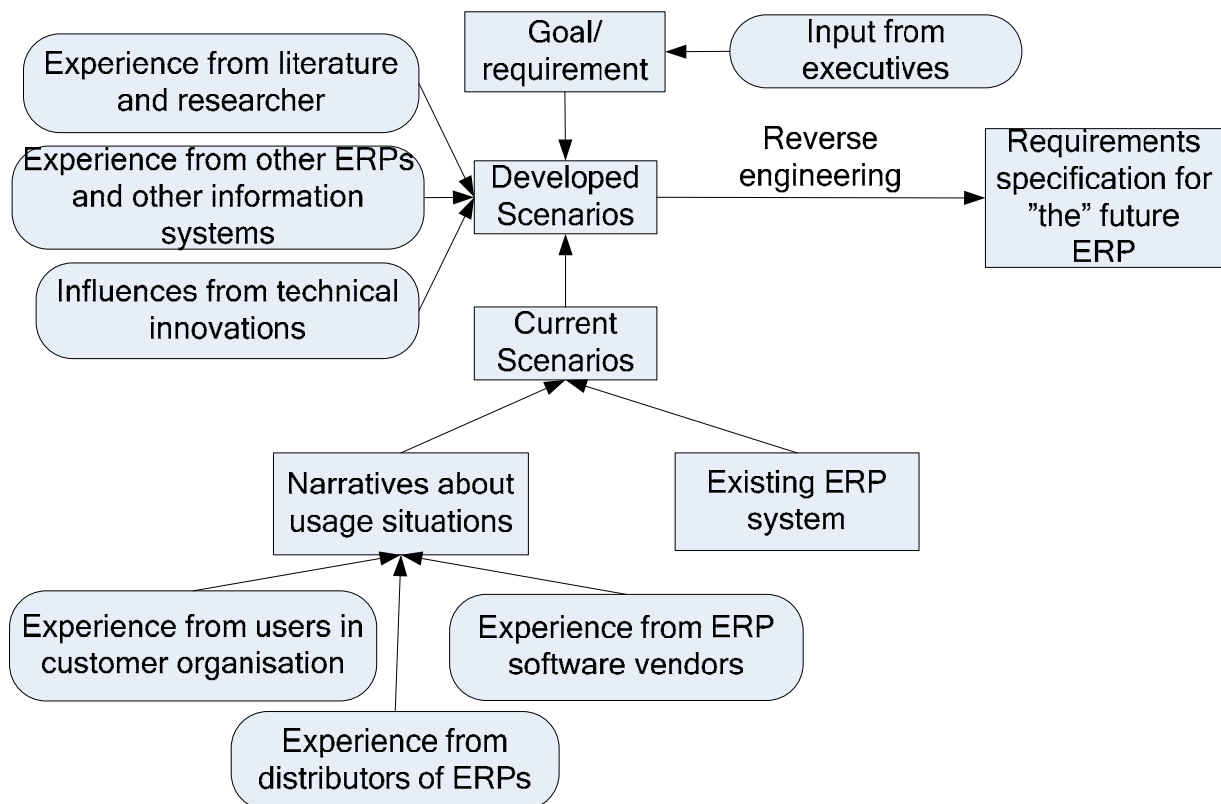 Goal/
requirement
Input from
executives
Experience from literature
and researcher
Experience from other ERPs
and other information
systems
Influences from technical
innovations
Developed
Scenarios
Reverse
engineering
Requirements
specification for
”the” future
ERP
Current
Scenarios
Narratives about
usage situations
Existing ERP
system
Experience from users in
customer organisation
Experience from ERP
software vendors
Experience from
distributors of ERPs